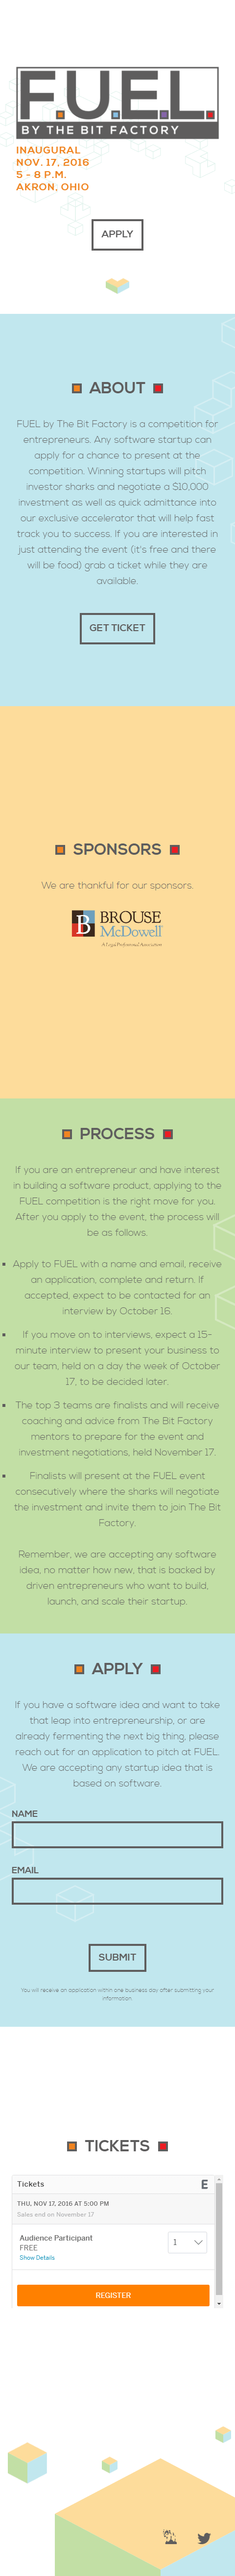 F.U.E.L.
BY THE BIT FACTORY
INAUGURAL
NOV. 17, 2016
5 - 8 P.M.
AKRON, OHIO
APPLY
ABOUT
FUEL by The Bit Factory is a competition for
entrepreneurs. Any software startup can
apply for a chance to present at the
competition. Winning startups will pitch
investor sharks and negotiate a $10,000
investment as well as quick admittance into
our exclusive accelerator that will help fast
track you to success. If you are interested in
just attending the event (it's free and there
will be food) grab a ticket while they are
available.
GET TICKET
SPONSORS
We are thankful for our sponsors.
B BROUSE
McDOWELL
A Legal Professional Association
PROCESS
If you are an entrepreneur and have interest
in building a software product, applying to the
FUEL competition is the right move for you.
After you apply to the event, the process will
be as follows.
Apply to FUEL with a name and email, receive
an application, complete and return. If
accepted, expect to be contacted for an
interview by October 16.
If you move on to interviews, expect a 15-
minute interview to present your business to
our team, held on a day the week of October
17, to be decided later.
The top 3 teams are finalists and will receive
coaching and advice from The Bit Factory
mentors to prepare for the event and
investment negotiations, held November 17.
Finalists will present at the FUEL event
consecutively where the sharks will negotiate
the investment and invite them to join The Bit
Factory.
Remember, we are accepting any software
idea, no matter how new, that is backed by
driven entrepreneurs who want to build,
launch, and scale their startup.
APPLY
If you have a software idea and want to take
that leap into entrepreneurship, or are
already fermenting the next big thing, please
reach out for an application to pitch at FUEL.
We are accepting any startup idea that is
based on software.
NAME
EMAIL
SUBMIT
You will receive an application within one business day after submitting your
information
TICKETS
Tickets
THU, NOV 17, 2016 AT 5:00 PM
Sales end on November 17
Audience Participant
FREE
Show Details
1
REGISTER